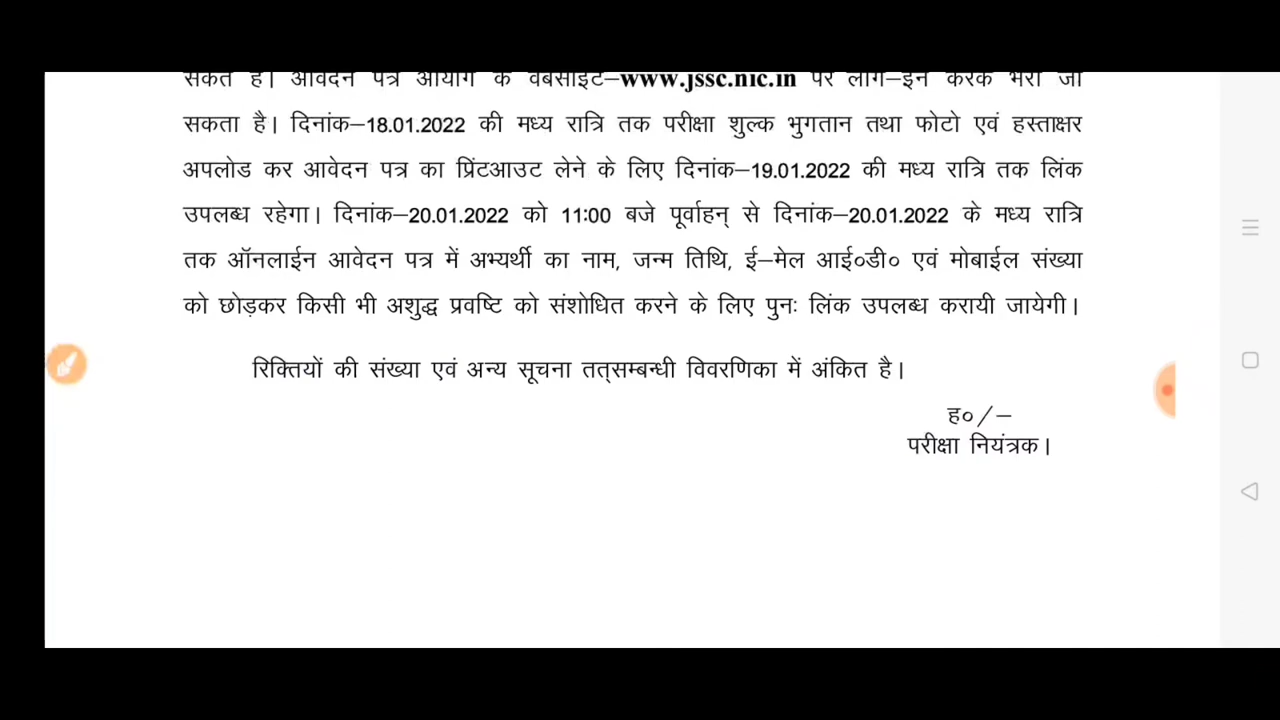 सकते हैं। आवेदन पत्र आयोग के वेबसाइट–www.jssc.nic.in पर लॉग–इन करके भरा जा
सकता है। दिनांक–18.01.2022 की मध्य रात्रि तक परीक्षा शुल्क भुगतान तथा फोटो एवं हस्ताक्षर
अपलोड कर आवेदन पत्र का प्रिंटआउट लेने के लिए दिनांक–19.01.2022 की मध्य रात्रि तक लिंक
उपलब्ध रहेगा। दिनांक–20.01.2022 को 11:00 बजे पूर्वाहन् से दिनांक–20.01.2022 के मध्य रात्रि
तक ऑनलाईन आवेदन पत्र में अभ्यर्थी का नाम, जन्म तिथि, ई–मेल आई०डी० एवं मोबाईल संख्या
को छोड़कर किसी भी अशुद्ध प्रविष्टि को संशोधित करने के लिए पुनः लिंक उपलब्ध करायी जायेगी।
रिक्तियों की संख्या एवं अन्य सूचना तत्सम्बन्धी विवरणिका में अंकित है।
ह०/–
परीक्षा नियंत्रक।